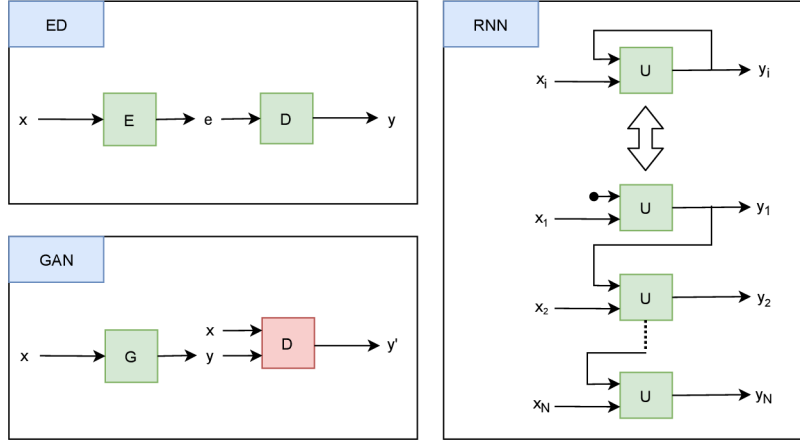 ED
x E e D y
GAN
x G x y D y'
RNN
xi U yi
x1 U y1
x2 U y2
xN U yN